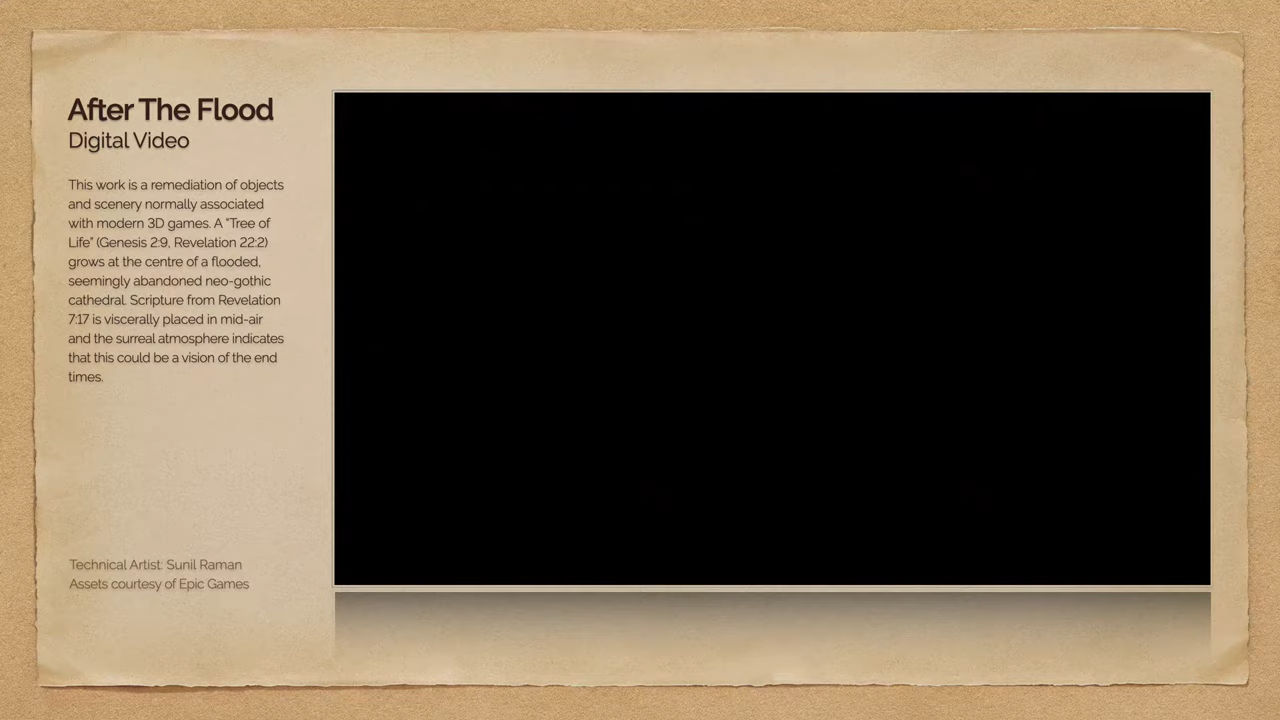 After The Flood
Digital Video
This work is a remediation of objects
and scenery normally associated
with modern 3D games. A "Tree of
Life" (Genesis 2:9, Revelation 22:2)
grows at the centre of a flooded,
seemingly abandoned neo-gothic
cathedral. Scripture from Revelation
7:17 is viscerally placed in mid-air
and the surreal atmosphere indicates
that this could be a vision of the end
times.
Technical Artist: Sunil Raman
Assets courtesy of Epic Games